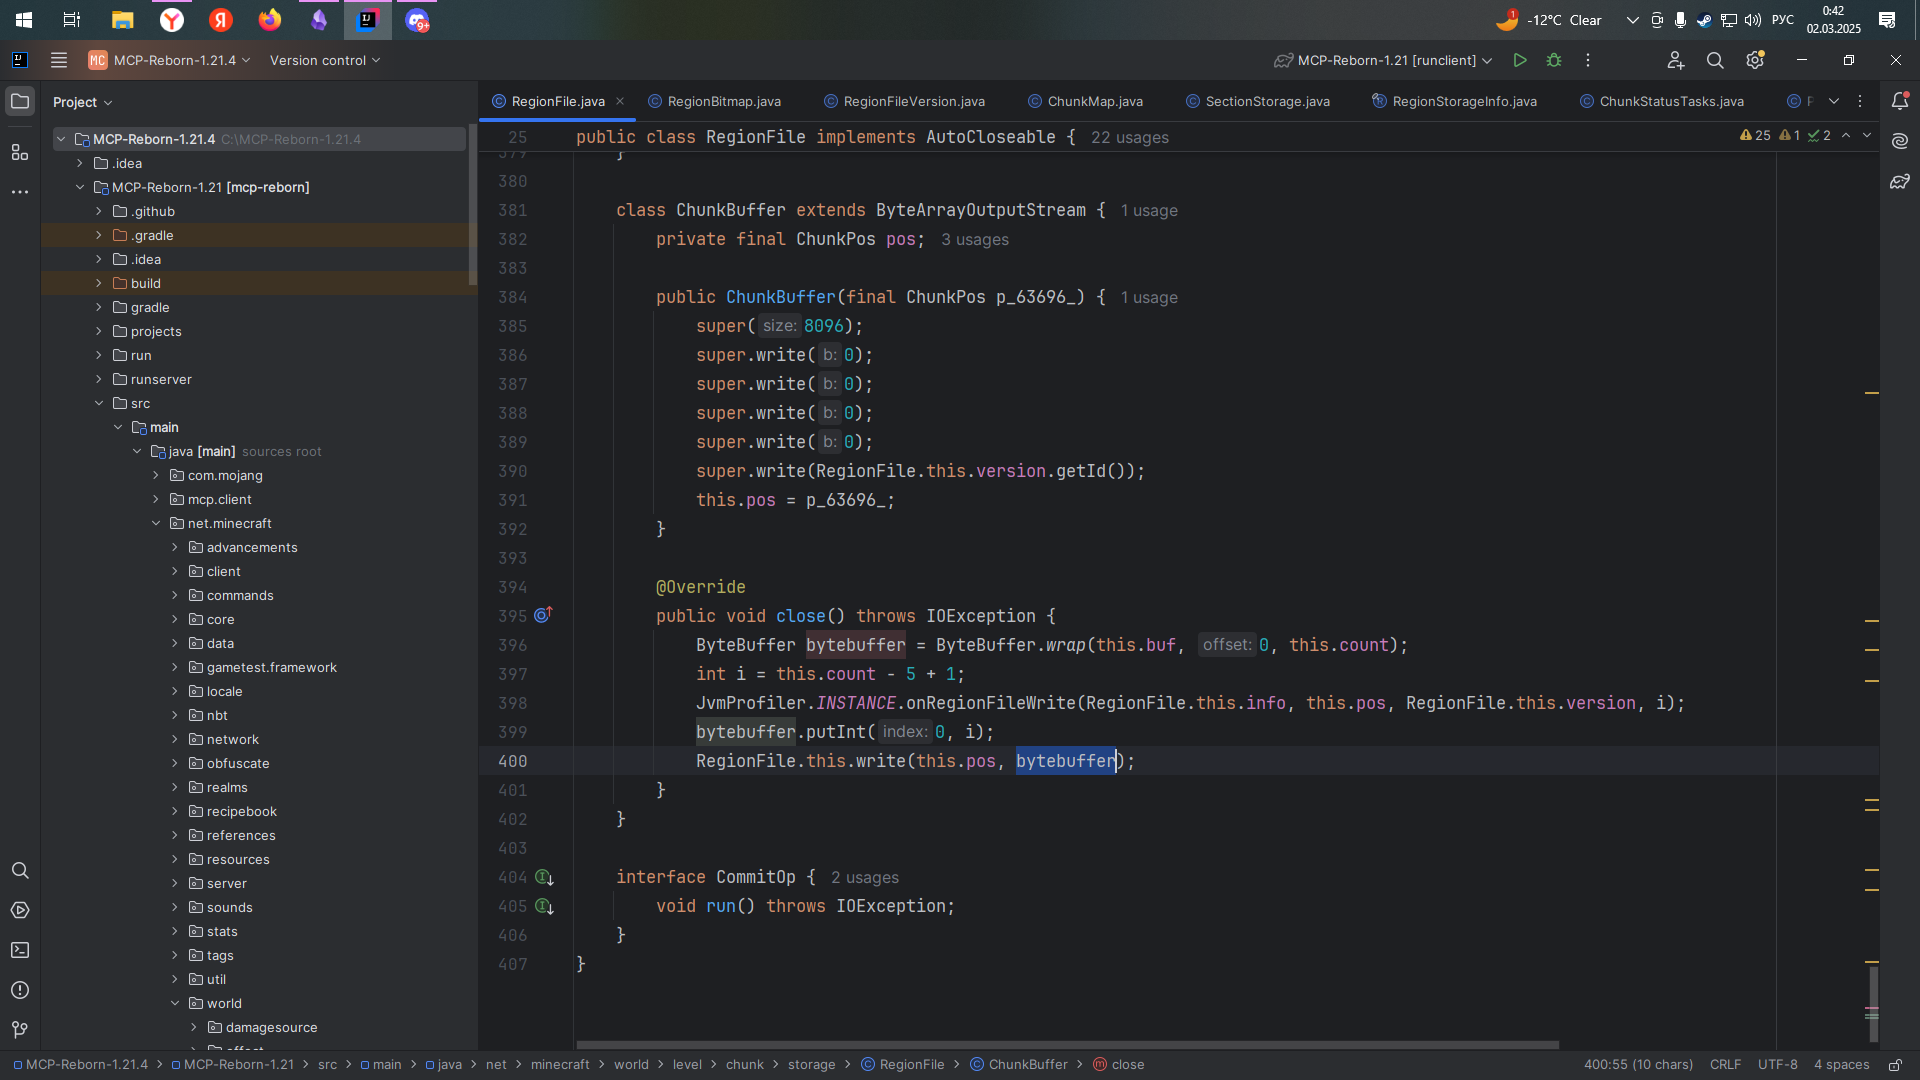 9+
1
-12°C Clear
РУС
0:42
02.03.2025
MC MCP-Reborn-1.21.4 Version control
MCP-Reborn-1.21 [runclient]
Project
RegionFile.java
RegionBitmap.java
RegionFileVersion.java
ChunkMap.java
SectionStorage.java
RegionStorageInfo.java
ChunkStatusTasks.java
25 public class RegionFile implements AutoCloseable { 22 usages
25 1 2
MCP-Reborn-1.21.4 C:\MCP-Reborn-1.21.4
.idea
MCP-Reborn-1.21 [mcp-reborn]
.github
.gradle
.idea
build
gradle
projects
run
runserver
src
main
java [main] sources root
com.mojang
mcp.client
net.minecraft
advancements
client
commands
core
data
gametest.framework
locale
nbt
network
obfuscate
realms
recipebook
references
resources
server
sounds
stats
tags
util
world
damagesource
379 }
380
381 class ChunkBuffer extends ByteArrayOutputStream { 1 usage
382 private final ChunkPos pos; 3 usages
383
384 public ChunkBuffer(final ChunkPos p_63696_) { 1 usage
385 super( size: 8096);
386 super.write( b: 0);
387 super.write( b: 0);
388 super.write( b: 0);
389 super.write( b: 0);
390 super.write(RegionFile.this.version.getId());
391 this.pos = p_63696_;
392 }
393
394 @Override
395 public void close() throws IOException {
396 ByteBuffer bytebuffer = ByteBuffer.wrap(this.buf, offset: 0, this.count);
397 int i = this.count - 5 + 1;
398 JvmProfiler.INSTANCE.onRegionFileWrite(RegionFile.this.info, this.pos, RegionFile.this.version, i);
399 bytebuffer.putInt( index: 0, i);
400 RegionFile.this.write(this.pos, bytebuffer);
401 }
402 }
403
404 interface CommitOp { 2 usages
405 void run() throws IOException;
406 }
407 }
MCP-Reborn-1.21.4 > MCP-Reborn-1.21 > src > main > java > net > minecraft > world > level > chunk > storage > RegionFile > ChunkBuffer > close
400:55 (10 chars) CRLF UTF-8 4 spaces